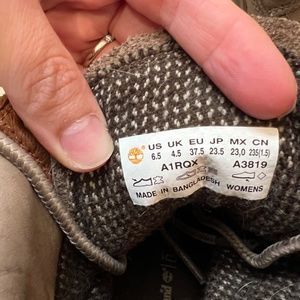 US UK EU JP MX CN
6.5 4.5 37.5 23.5 23,0 235(1.5)
A1RQX A3819
MADE IN BANGLADESH WOMENS
and